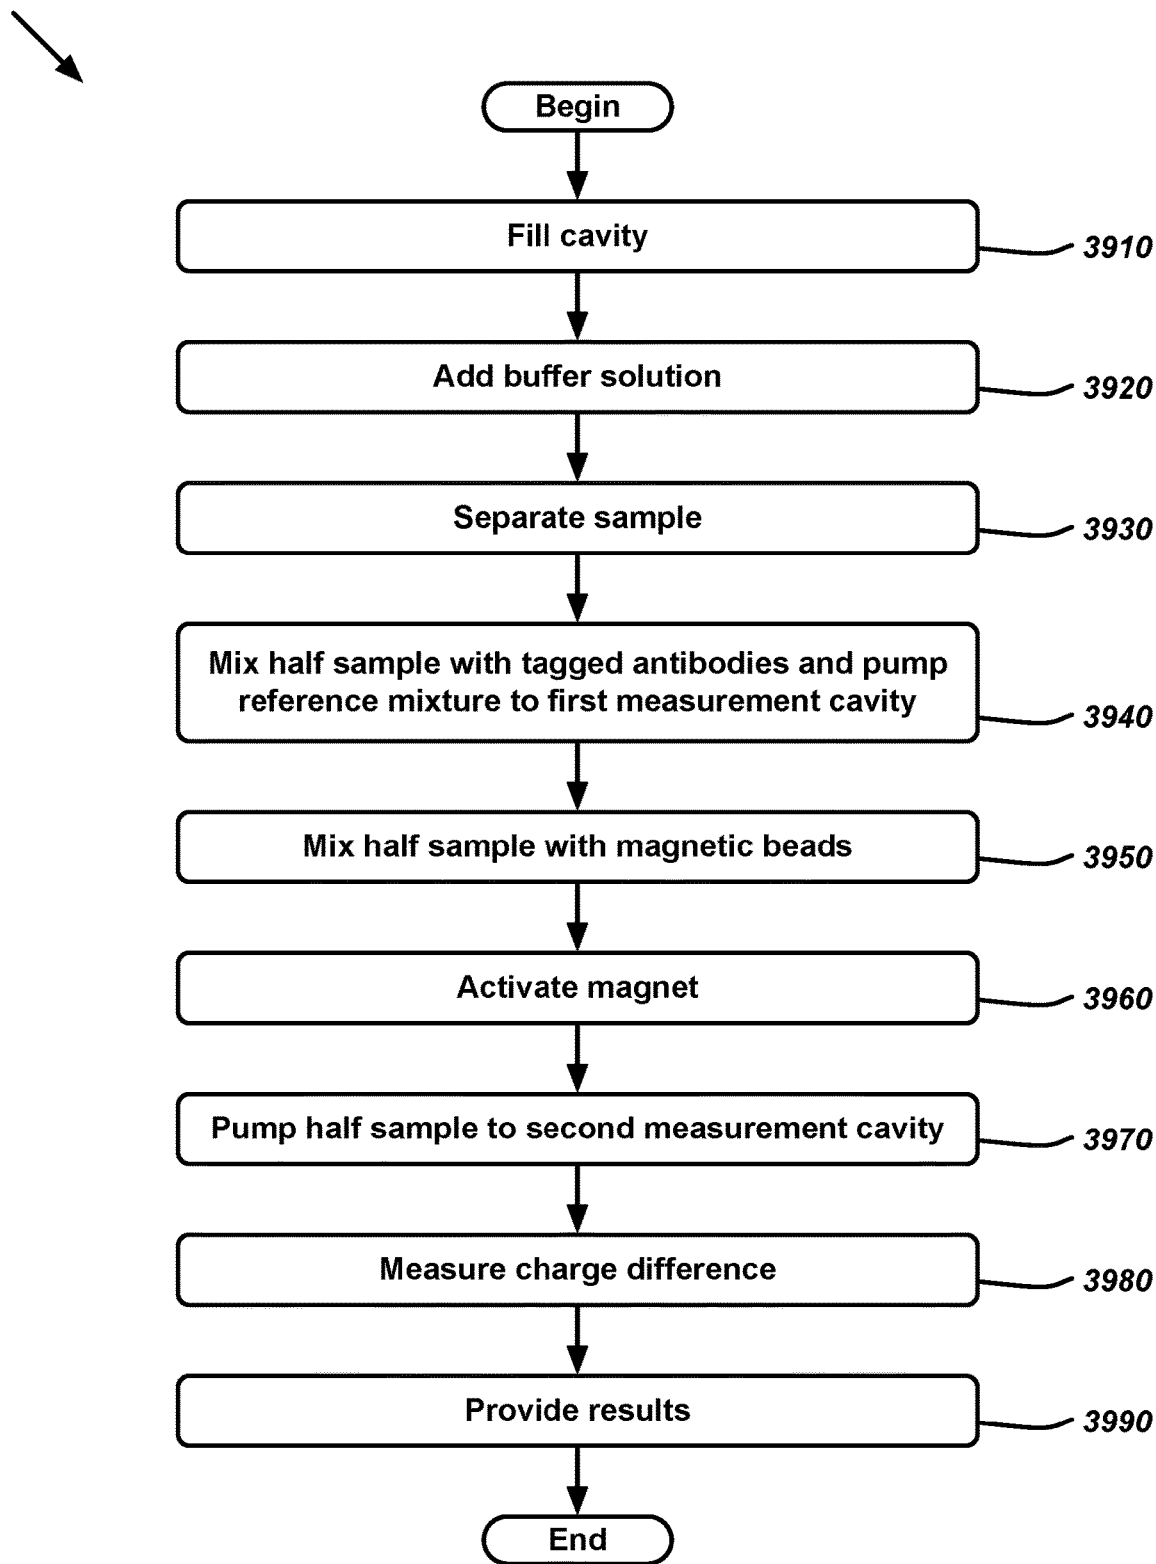 Begin
Fill cavity
3910
Add buffer solution
3920
Separate sample
3930
Mix half sample with tagged antibodies and pump
reference mixture to first measurement cavity
3940
Mix half sample with magnetic beads
3950
Activate magnet
3960
Pump half sample to second measurement cavity
3970
Measure charge difference
3980
Provide results
3990
End